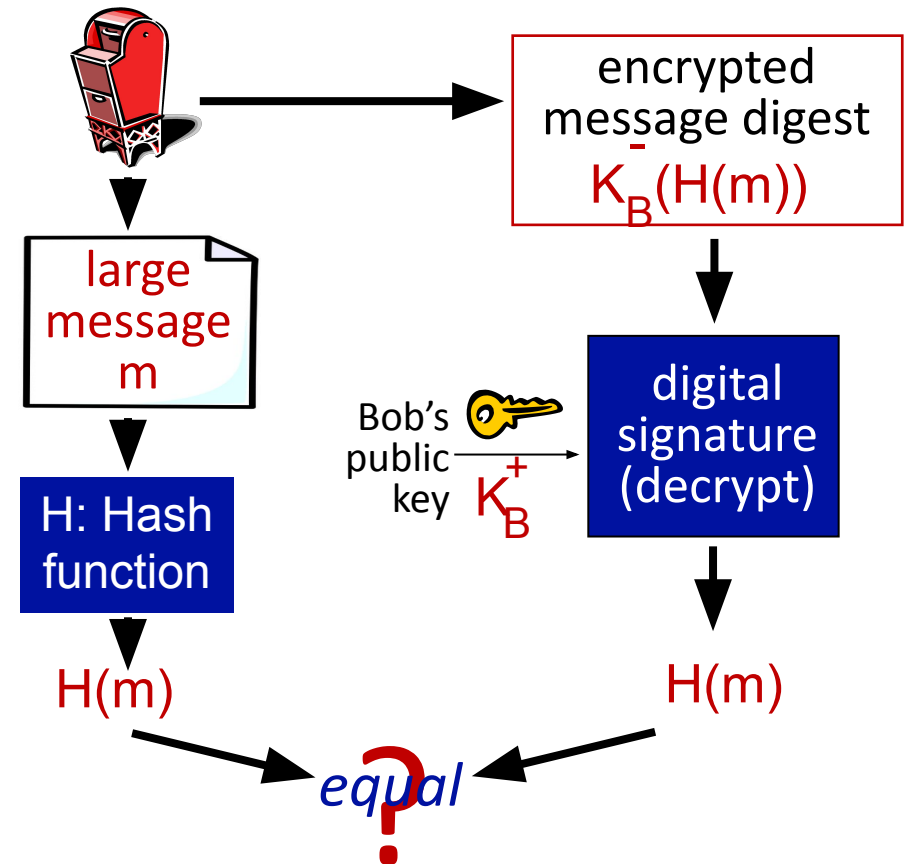 encrypted
message digest
K_B^-(H(m))
large
message
m
H: Hash
function
H(m)
Bob's
public
key
K_B^+
digital
signature
(decrypt)
H(m)
equal
?